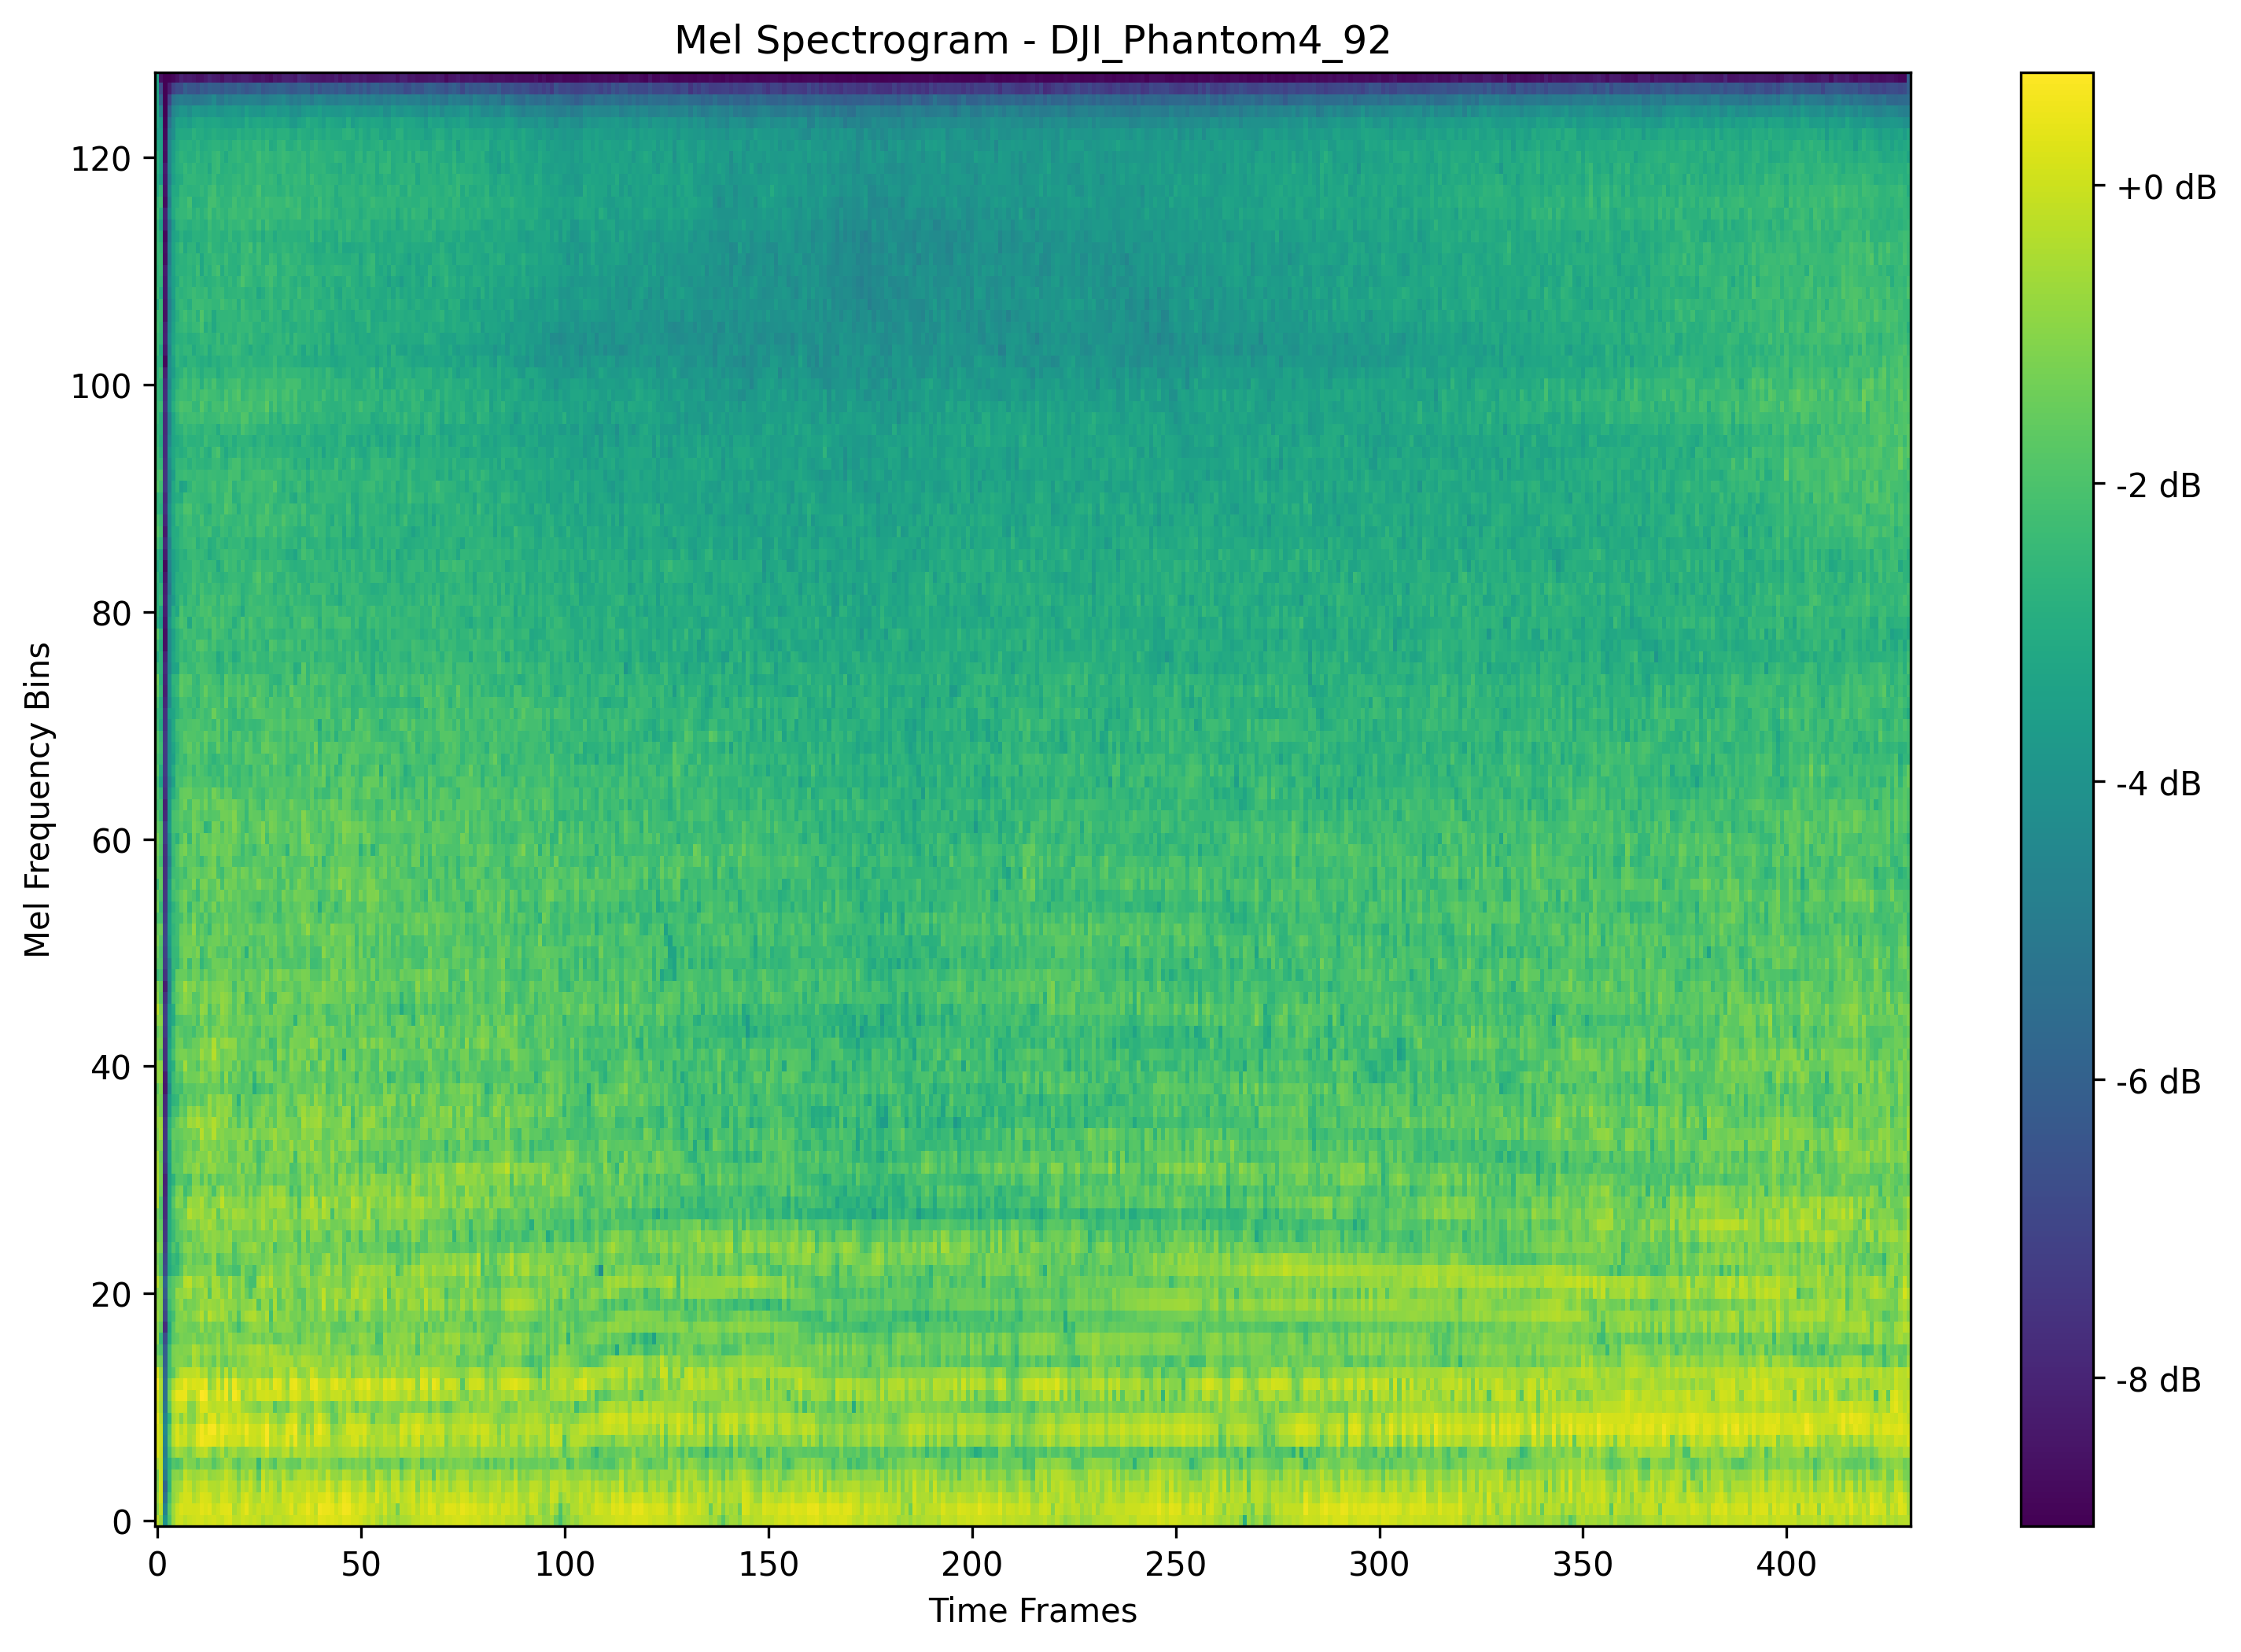 Mel Spectrogram - DJI_Phantom4_92
Mel Frequency Bins
120
100
80
60
40
20
0
0 50 100 150 200 250 300 350 400
Time Frames
+0 dB
-2 dB
-4 dB
-6 dB
-8 dB